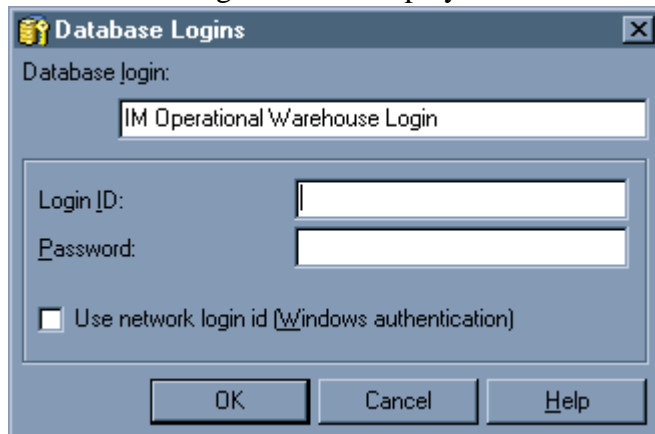 Database Logins
Database login:
IM Operational Warehouse Login
Login ID:
Password:
Use network login id (Windows authentication)
OK Cancel Help